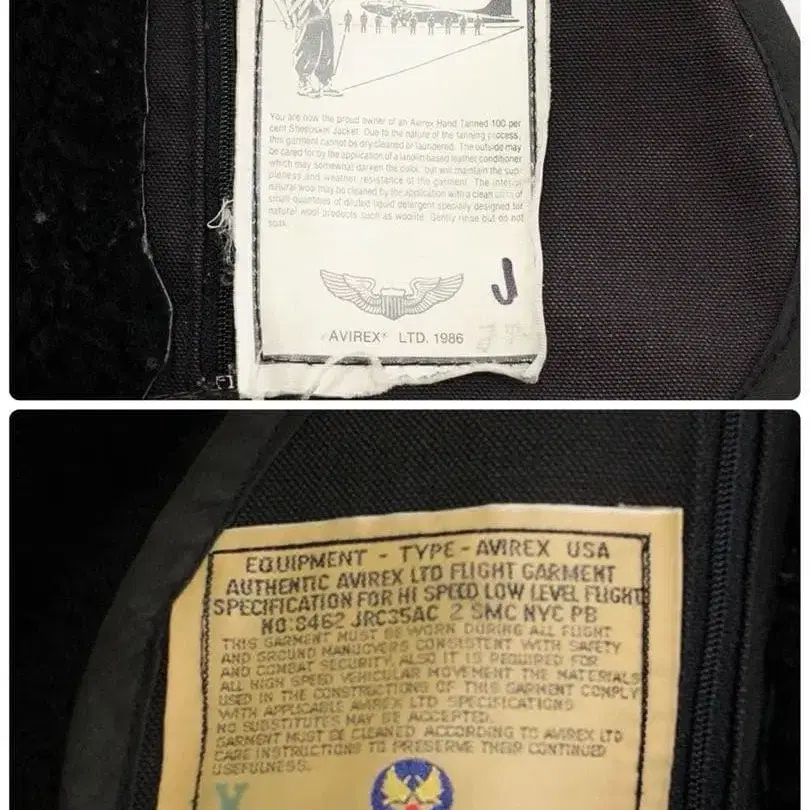 You are now the proud owner of an Avirex Hand Tanned 100 per
cent Sheepskin Jacket. Due to the nature of the tanning process,
this garment cannot be dry cleaned or laundered. The outside may
be cared for by the application of a lanolin based leather conditioner
which may somewhat darken the color, but will maintain the sup-
pleness and weather resistance of the garment. The interior
natural wool may be cleaned by the application with a clean of
small quantities of diluted liquid detergent specially designed for
natural wool products such as woolite. Gently rinse but do not
soak.
J
AVIREX LTD. 1986
EQUIPMENT - TYPE - AVIREX USA
AUTHENTIC AVIREX LTD FLIGHT GARMENT
SPECIFICATION FOR HI SPEED LOW LEVEL FLIGHT
NO:8462 JRC35AC 2 SMC NYC PB
THIS GARMENT MUST BE WORN DURING ALL FLIGHT
AND GROUND MANUOVERS CONSISTENT WITH SAFETY
AND COMBAT SECURITY. ALSO IT IS REQUIRED FOR
ALL HIGH SPEED VEHICULAR MOVEMENT THE MATERIALS
USED IN THE CONSTRUCTIONS OF THIS GARMENT COMPLY
WITH APPLICABLE AVIREX LTD SPECIFICATIONS
NO SUBSTITUTES MAY BE ACCEPTED.
GARMENT MUST BE CLEANED ACCORDING TO AVIREX LTD
CARE INSTRUCTIONS TO PRESERVE THEIR CONTINUED
USEFULNESS.